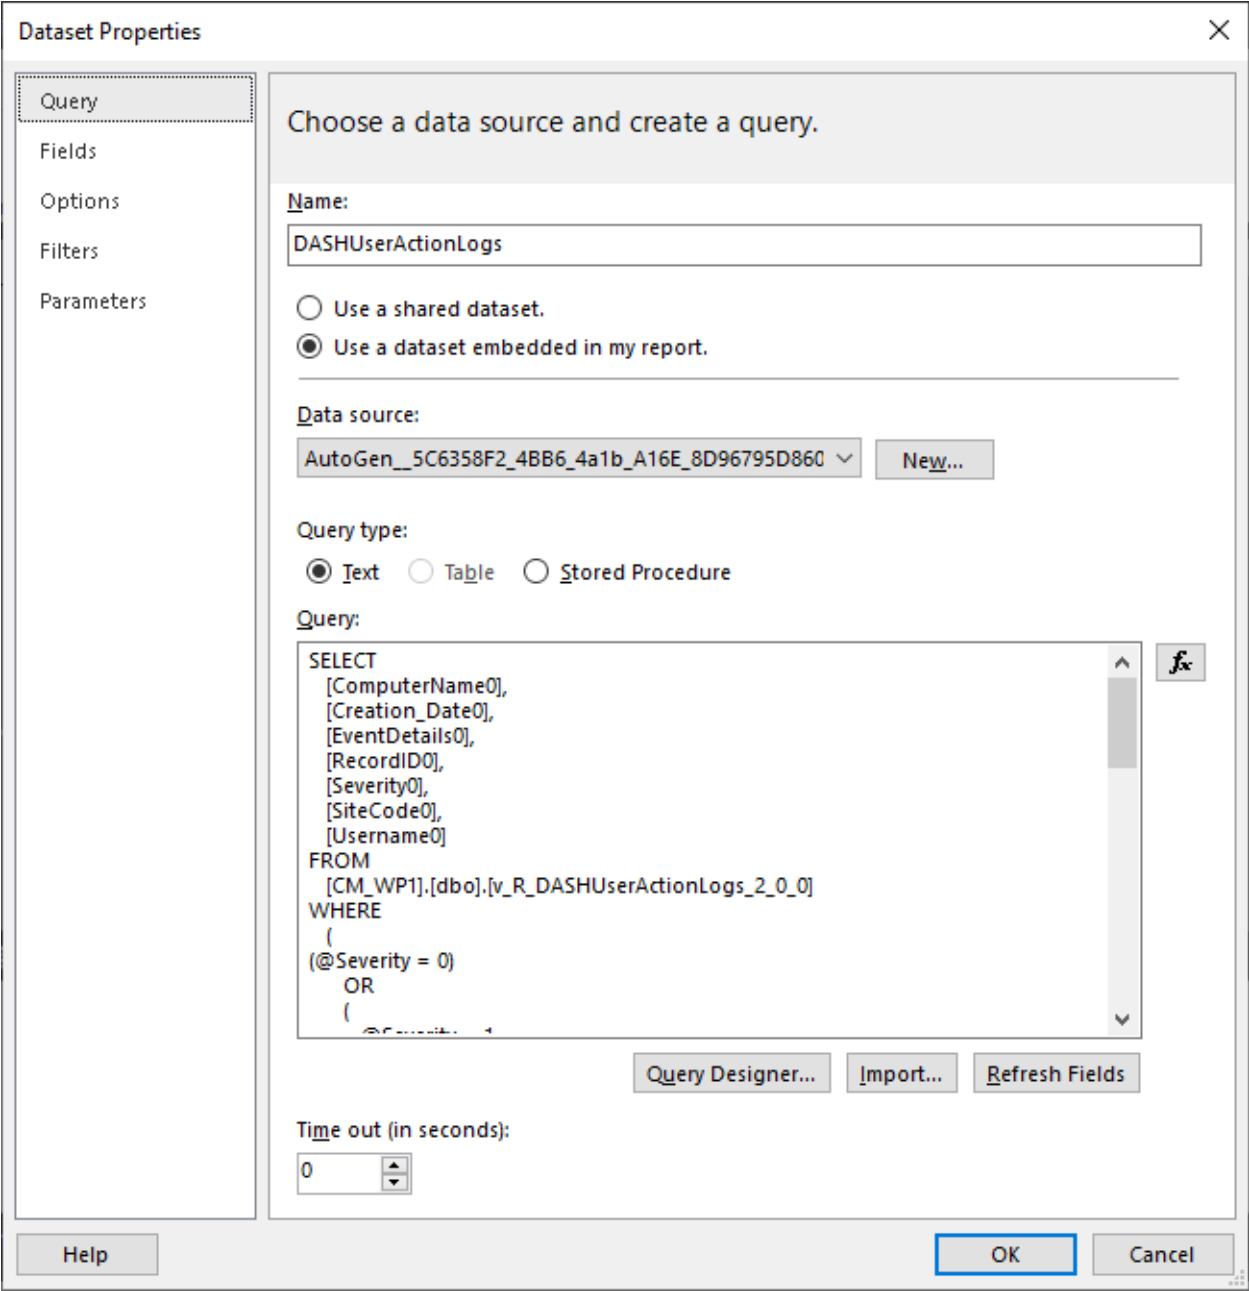 Dataset Properties
Query
Fields
Options
Filters
Parameters
Choose a data source and create a query.
Name:
DASHUserActionLogs
Use a shared dataset.
Use a dataset embedded in my report.
Data source:
AutoGen__5C6358F2_4BB6_4a1b_A16E_8D96795D860 New...
Query type:
Text Table Stored Procedure
Query:
SELECT
[ComputerName0],
[Creation_Date0],
[EventDetails0],
[RecordID0],
[Severity0],
[SiteCode0],
[Username0]
FROM
[CM_WP1].[dbo].[v_R_DASHUserActionLogs_2_0_0]
WHERE
(
(@Severity = 0)
OR
(
fx
Query Designer... Import... Refresh Fields
Time out (in seconds):
0
Help OK Cancel